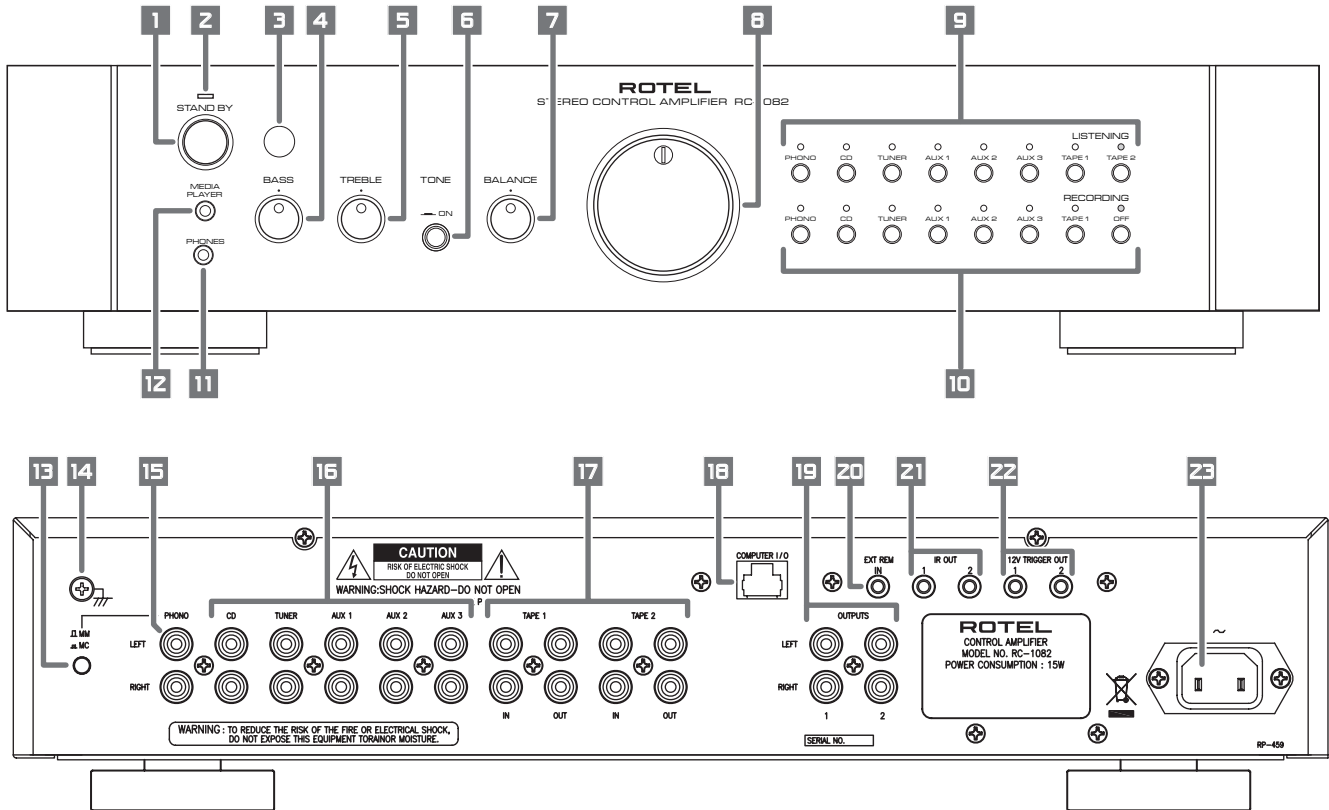 1 2 3 4 5 6 7 8 9
ROTEL
STEREO CONTROL AMPLIFIER RC-1082
STAND BY
LISTENING
PHONO CD TUNER AUX 1 AUX 2 AUX 3 TAPE 1 TAPE 2
MEDIA
PLAYER
BASS TREBLE TONE BALANCE
ON
RECORDING
PHONO CD TUNER AUX 1 AUX 2 AUX 3 TAPE 1 OFF
PHONES
12 11 10
13 14 15 16 17 18 19 20 21 22 23
CAUTION
RISK OF ELECTRIC SHOCK
DO NOT OPEN
WARNING:SHOCK HAZARD-DO NOT OPEN
P
COMPUTER I/O
EXT REM
IN
IR OUT
1 2
12V TRIGGER OUT
1 2
PHONO CD TUNER AUX 1 AUX 2 AUX 3 TAPE 1 TAPE 2 OUTPUTS
MM
MC
LEFT LEFT
RIGHT RIGHT
IN OUT IN OUT 1 2
ROTEL
CONTROL AMPLIFIER
MODEL NO. RC-1082
POWER CONSUMPTION : 15W
~
WARNING : TO REDUCE THE RISK OF THE FIRE OR ELECTRICAL SHOCK,
DO NOT EXPOSE THIS EQUIPMENT TORAINOR MOISTURE.
SERIAL NO.
RP-459